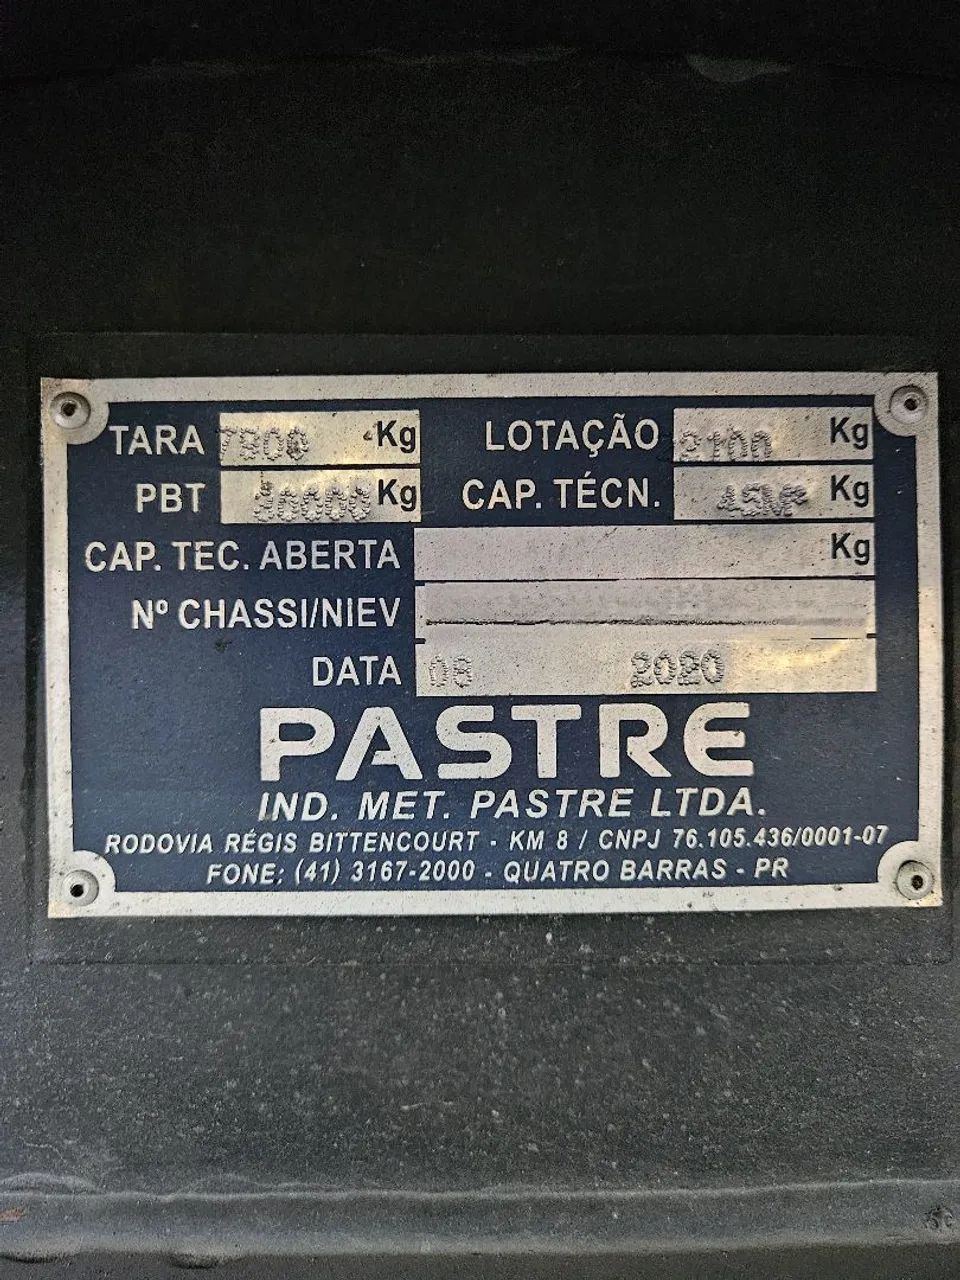 TARA 7800 Kg LOTAÇÃO 2100 Kg
PBT Kg CAP. TÉCN. Kg
CAP. TEC. ABERTA Kg
Nº CHASSI/NIEV
DATA 08 2020
PASTRE
IND. MET. PASTRE LTDA.
RODOVIA RÉGIS BITTENCOURT - KM 8 / CNPJ 76.105.436/0001-07
FONE: (41) 3167-2000 - QUATRO BARRAS - PR